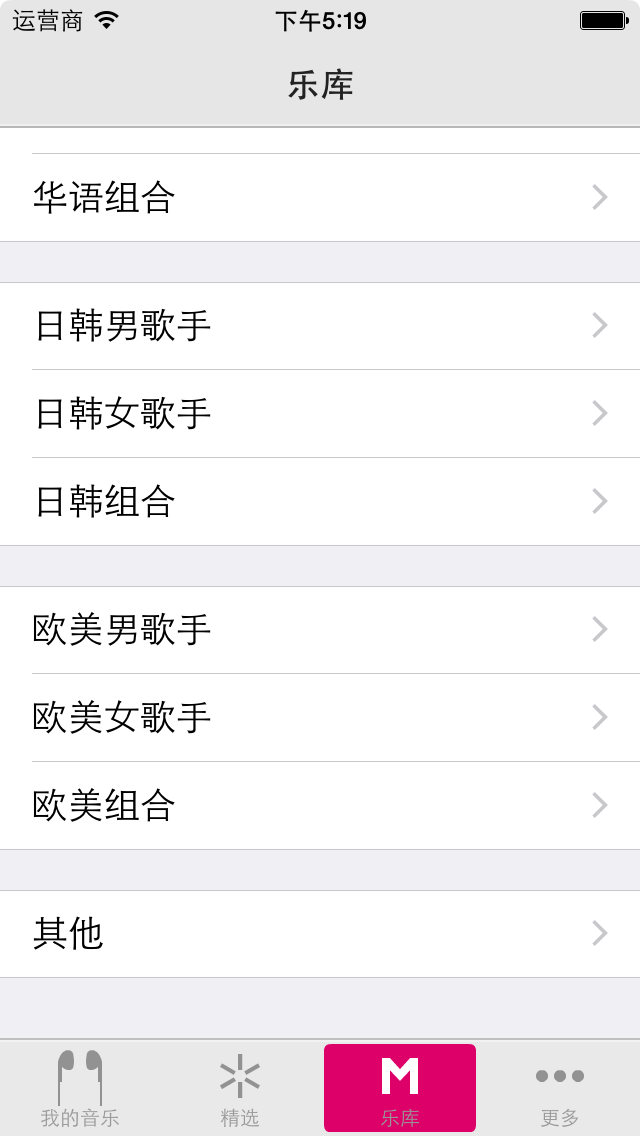 运营商 下午5:19
乐库
华语组合
日韩男歌手
日韩女歌手
日韩组合
欧美男歌手
欧美女歌手
欧美组合
其他
我的音乐 精选 乐库 更多